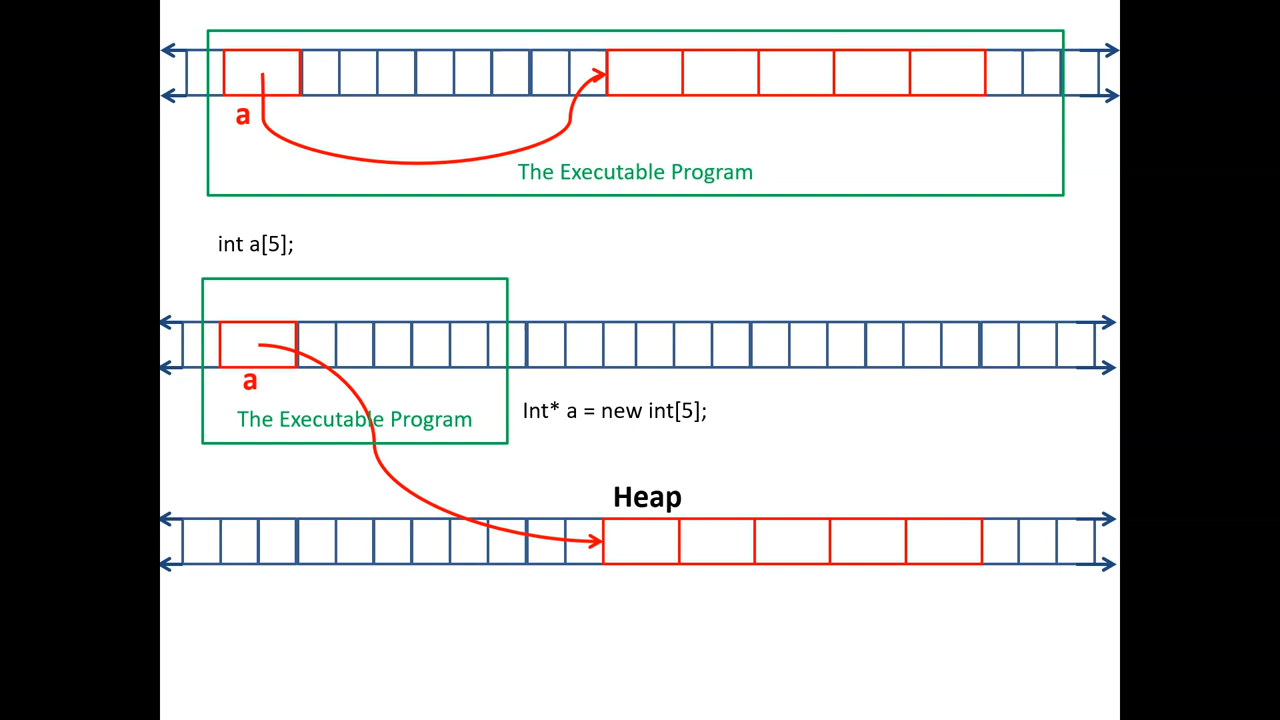 a
The Executable Program
int a[5];
a
The Executable Program
Int* a = new int[5];
Heap